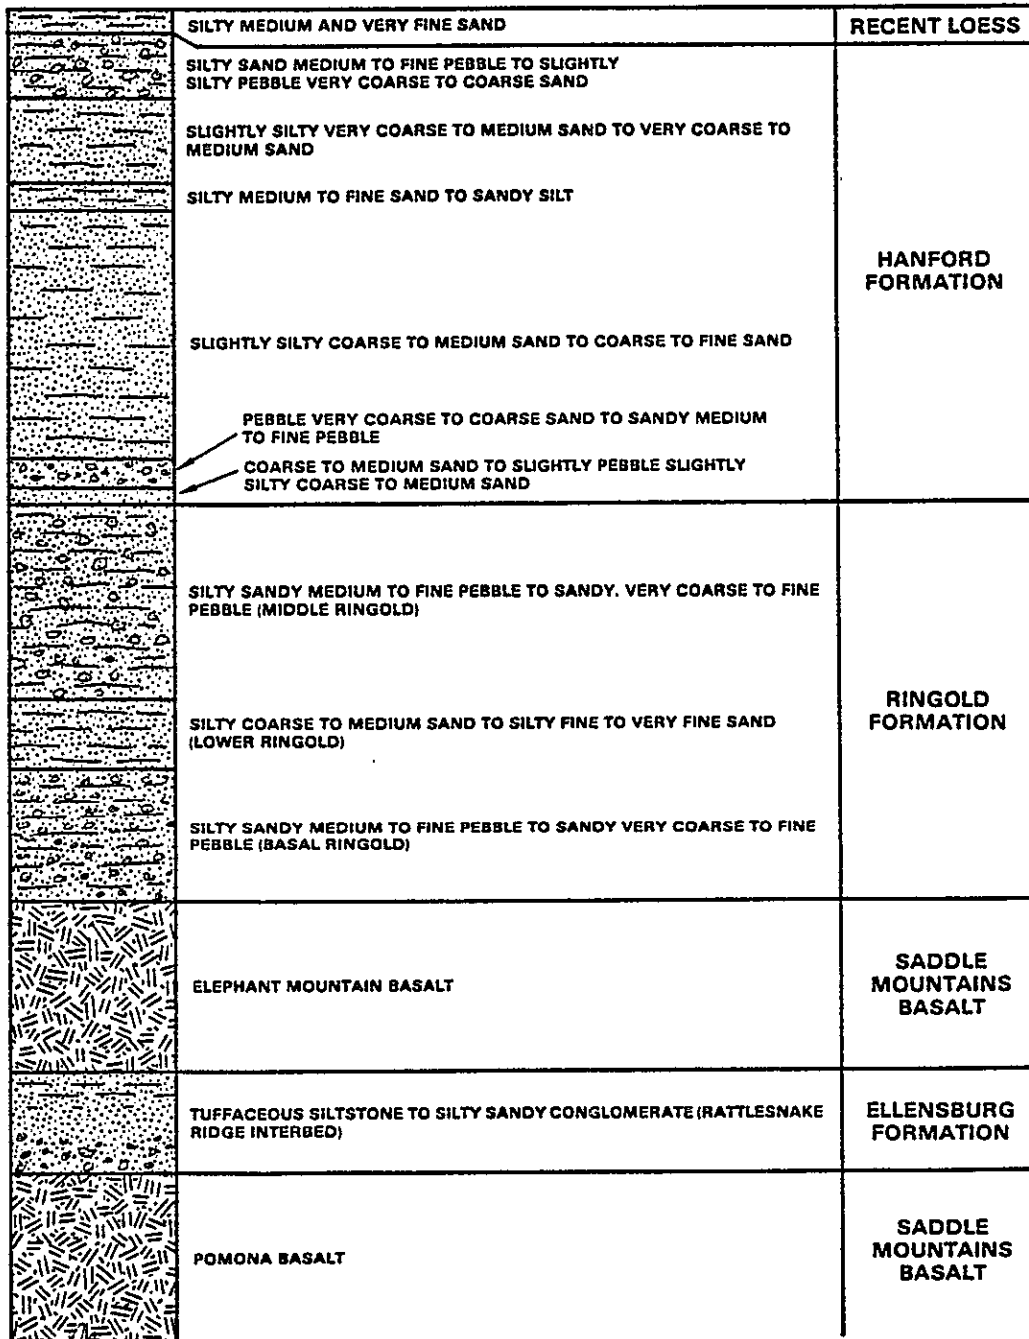 SILTY MEDIUM AND VERY FINE SAND
RECENT LOESS
SILTY SAND MEDIUM TO FINE PEBBLE TO SLIGHTLY
SILTY PEBBLE VERY COARSE TO COARSE SAND
SLIGHTLY SILTY VERY COARSE TO MEDIUM SAND TO VERY COARSE TO
MEDIUM SAND
SILTY MEDIUM TO FINE SAND TO SANDY SILT
HANFORD
FORMATION
SLIGHTLY SILTY COARSE TO MEDIUM SAND TO COARSE TO FINE SAND
PEBBLE VERY COARSE TO COARSE SAND TO SANDY MEDIUM
TO FINE PEBBLE
COARSE TO MEDIUM SAND TO SLIGHTLY PEBBLE SLIGHTLY
SILTY COARSE TO MEDIUM SAND
SILTY SANDY MEDIUM TO FINE PEBBLE TO SANDY. VERY COARSE TO FINE
PEBBLE (MIDDLE RINGOLD)
RINGOLD
FORMATION
SILTY COARSE TO MEDIUM SAND TO SILTY FINE TO VERY FINE SAND
(LOWER RINGOLD)
SILTY SANDY MEDIUM TO FINE PEBBLE TO SANDY VERY COARSE TO FINE
PEBBLE (BASAL RINGOLD)
ELEPHANT MOUNTAIN BASALT
SADDLE
MOUNTAINS
BASALT
TUFFACEOUS SILTSTONE TO SILTY SANDY CONGLOMERATE (RATTLESNAKE
RIDGE INTERBED)
ELLENSBURG
FORMATION
POMONA BASALT
SADDLE
MOUNTAINS
BASALT